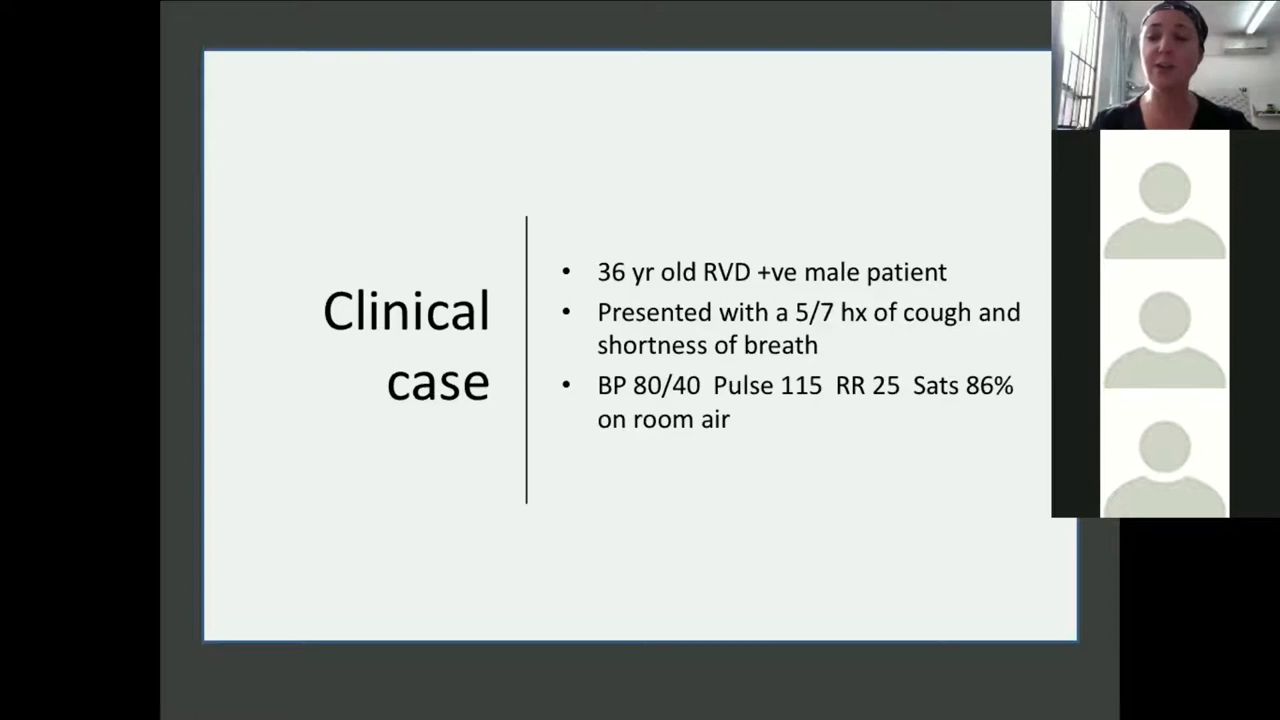 Clinical
case
• 36 yr old RVD +ve male patient
• Presented with a 5/7 hx of cough and
shortness of breath
• BP 80/40 Pulse 115 RR 25 Sats 86%
on room air